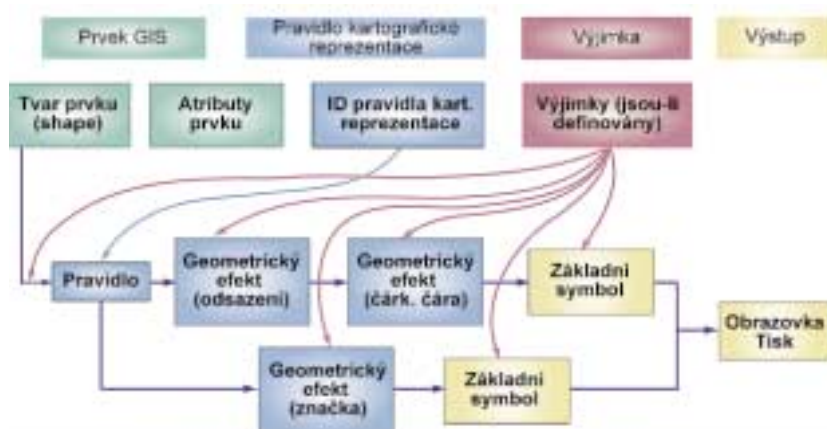 Prvek GIS
Pravidlo kartografické
reprezentace
Výjimka
Výstup
Tvar prvku
(shape)
Atributy
prvku
ID pravidla kart.
reprezentace
Výjimky (jsou-li
definovány)
Pravidlo
Geometrický
efekt
(odsazení)
Geometrický
efekt
(čárk. čára)
Základní
symbol
Obrazovka
Tisk
Geometrický
efekt
(značka)
Základní
symbol